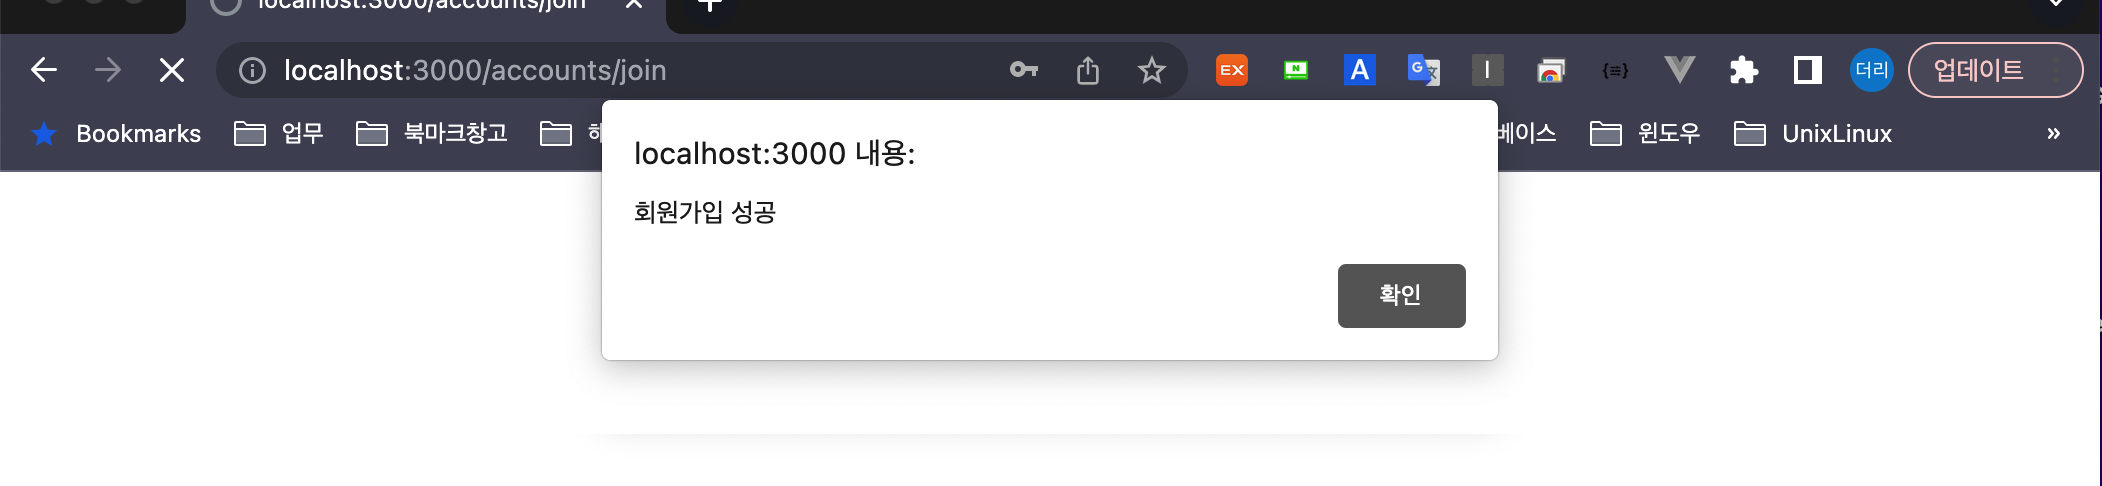 localhost:3000/accounts/join
localhost:3000/accounts/join
EX
N
A
G 文
{≡}
더리
업데이트
Bookmarks 업무 북마크창고 베이스 윈도우 UnixLinux »
localhost:3000 내용:
회원가입 성공
확인